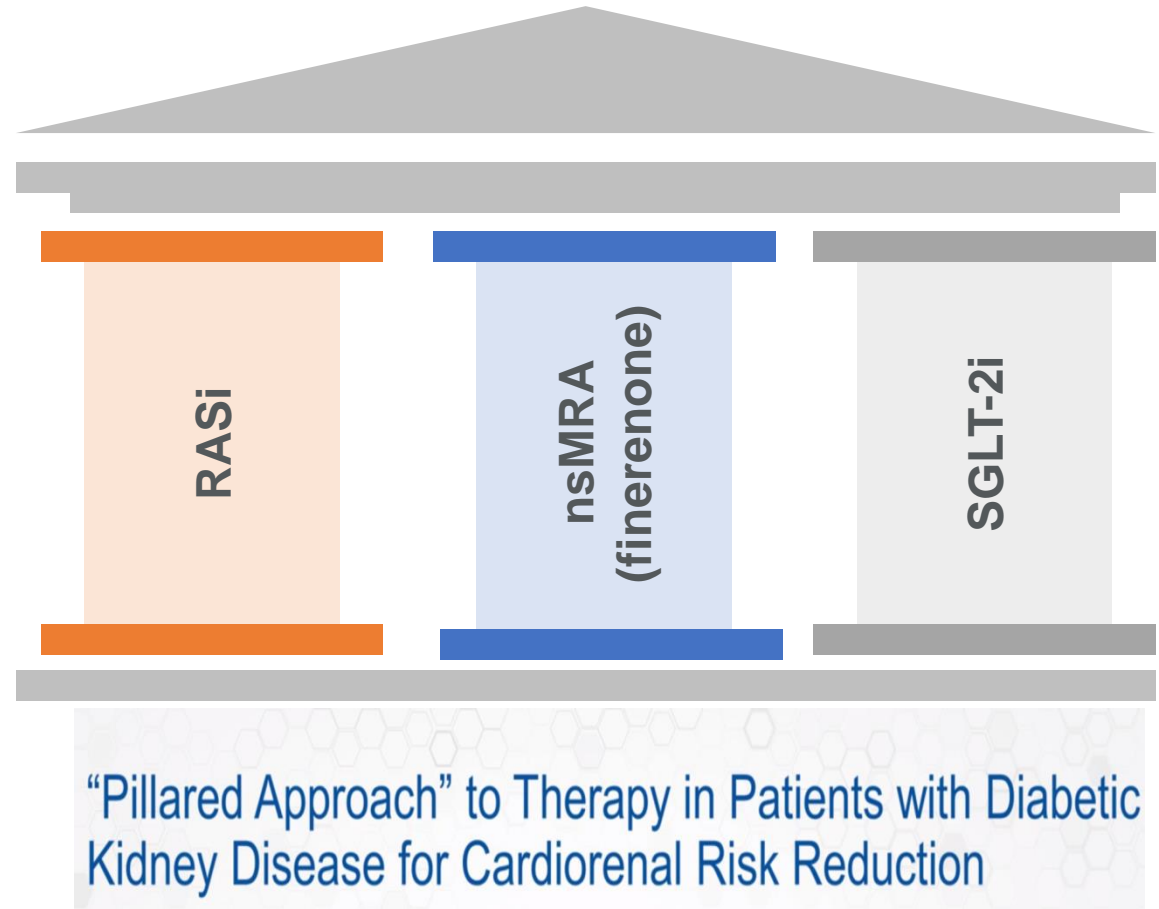 RASi
nsMRA
(finerenone)
SGLT-2i
“Pillared Approach” to Therapy in Patients with Diabetic
Kidney Disease for Cardiorenal Risk Reduction